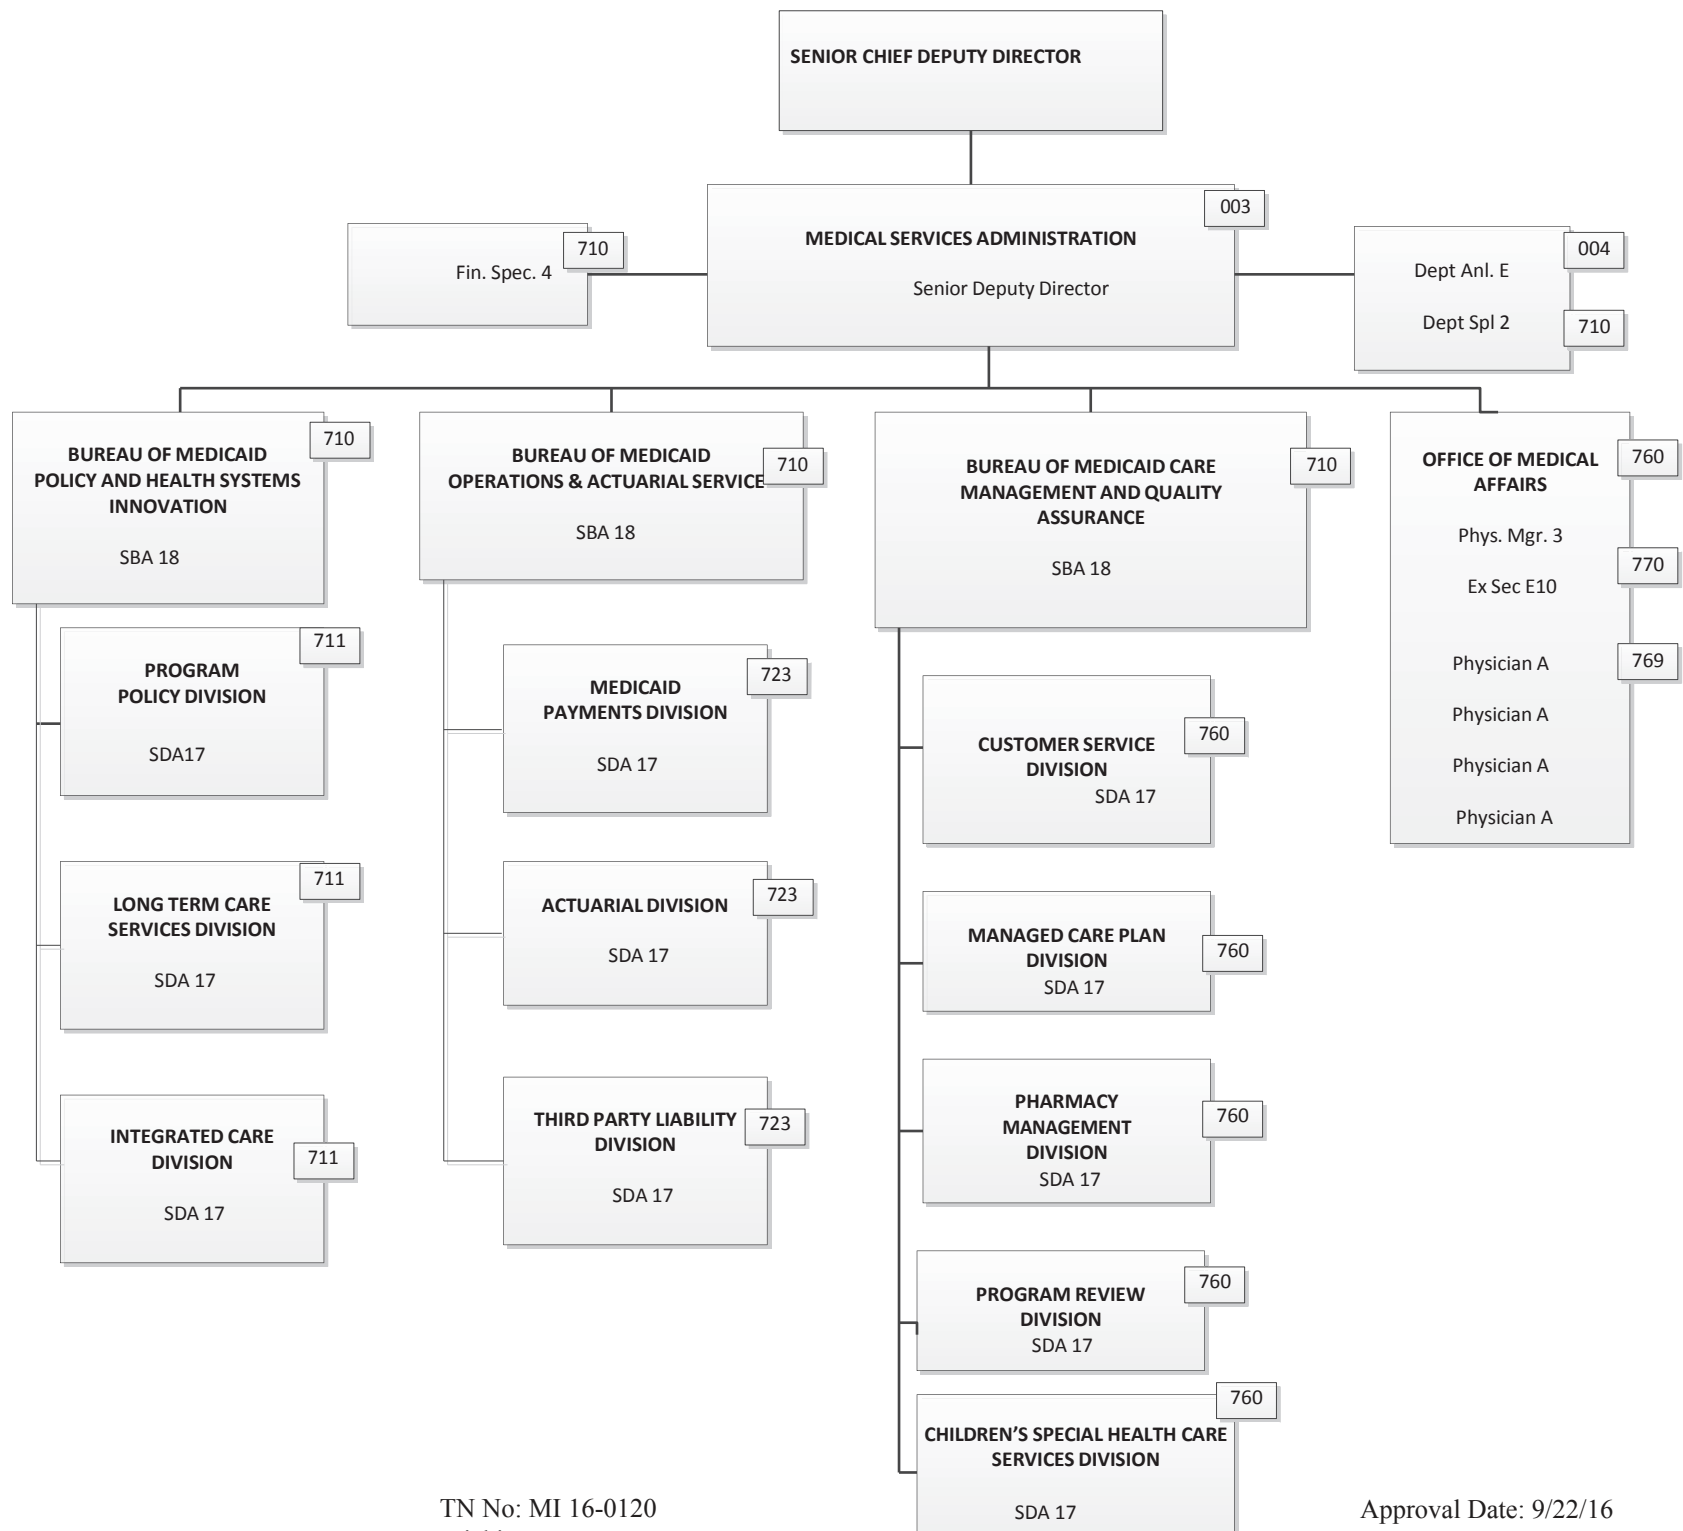 SENIOR CHIEF DEPUTY DIRECTOR
003
MEDICAL SERVICES ADMINISTRATION
Senior Deputy Director
710
Fin. Spec. 4
004
Dept Anl. E
Dept Spl 2
710
710
BUREAU OF MEDICAID
POLICY AND HEALTH SYSTEMS
INNOVATION
SBA 18
711
PROGRAM
POLICY DIVISION
SDA17
711
LONG TERM CARE
SERVICES DIVISION
SDA 17
INTEGRATED CARE
DIVISION
711
SDA 17
BUREAU OF MEDICAID
710
OPERATIONS & ACTUARIAL SERVICE
SBA 18
723
MEDICAID
PAYMENTS DIVISION
SDA 17
723
ACTUARIAL DIVISION
SDA 17
THIRD PARTY LIABILITY
723
DIVISION
SDA 17
710
BUREAU OF MEDICAID CARE
MANAGEMENT AND QUALITY
ASSURANCE
SBA 18
760
CUSTOMER SERVICE
DIVISION
SDA 17
MANAGED CARE PLAN
760
DIVISION
SDA 17
PHARMACY
760
MANAGEMENT
DIVISION
SDA 17
760
PROGRAM REVIEW
DIVISION
SDA 17
760
CHILDREN’S SPECIAL HEALTH CARE
SERVICES DIVISION
SDA 17
OFFICE OF MEDICAL
760
AFFAIRS
Phys. Mgr. 3
770
Ex Sec E10
Physician A
769
Physician A
Physician A
Physician A
TN No: MI 16-0120
Approval Date: 9/22/16